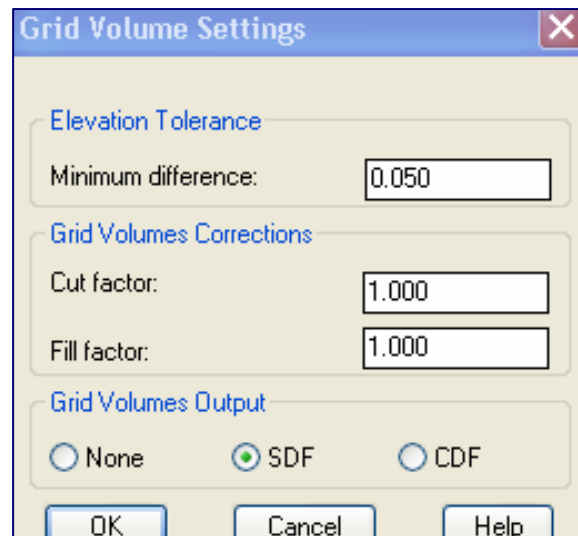 Grid Volume Settings
Elevation Tolerance
Minimum difference: 0.050
Grid Volumes Corrections
Cut factor: 1.000
Fill factor: 1.000
Grid Volumes Output
None SDF CDF
OK Cancel Help